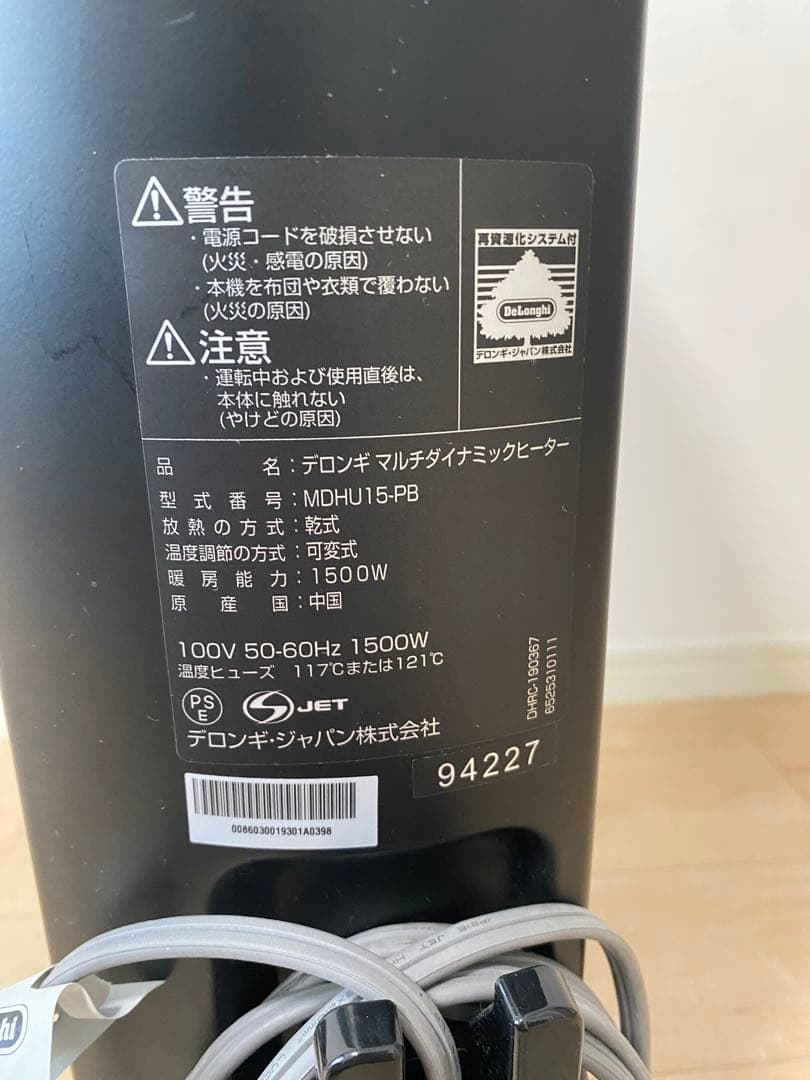 警告
・電源コードを破損させない
(火災・感電の原因)
・本機を布団や衣類で覆わない
(火災の原因)
注意
・運転中および使用直後は、
本体に触れない
(やけどの原因)
再資源化システム付
DeLonghi
デロンギ・ジャパン株式会社
品 名：デロンギ マルチダイナミックヒーター
型式番号：MDHU15-PB
放熱の方式：乾式
温度調節の方式：可変式
暖房能力：1500W
原産国：中国
100V 50-60Hz 1500W
温度ヒューズ 117℃または121℃
PSE
S JET
デロンギ・ジャパン株式会社
DHRC-190367
6525310111
94227
0086030019301A0398
JET
hi